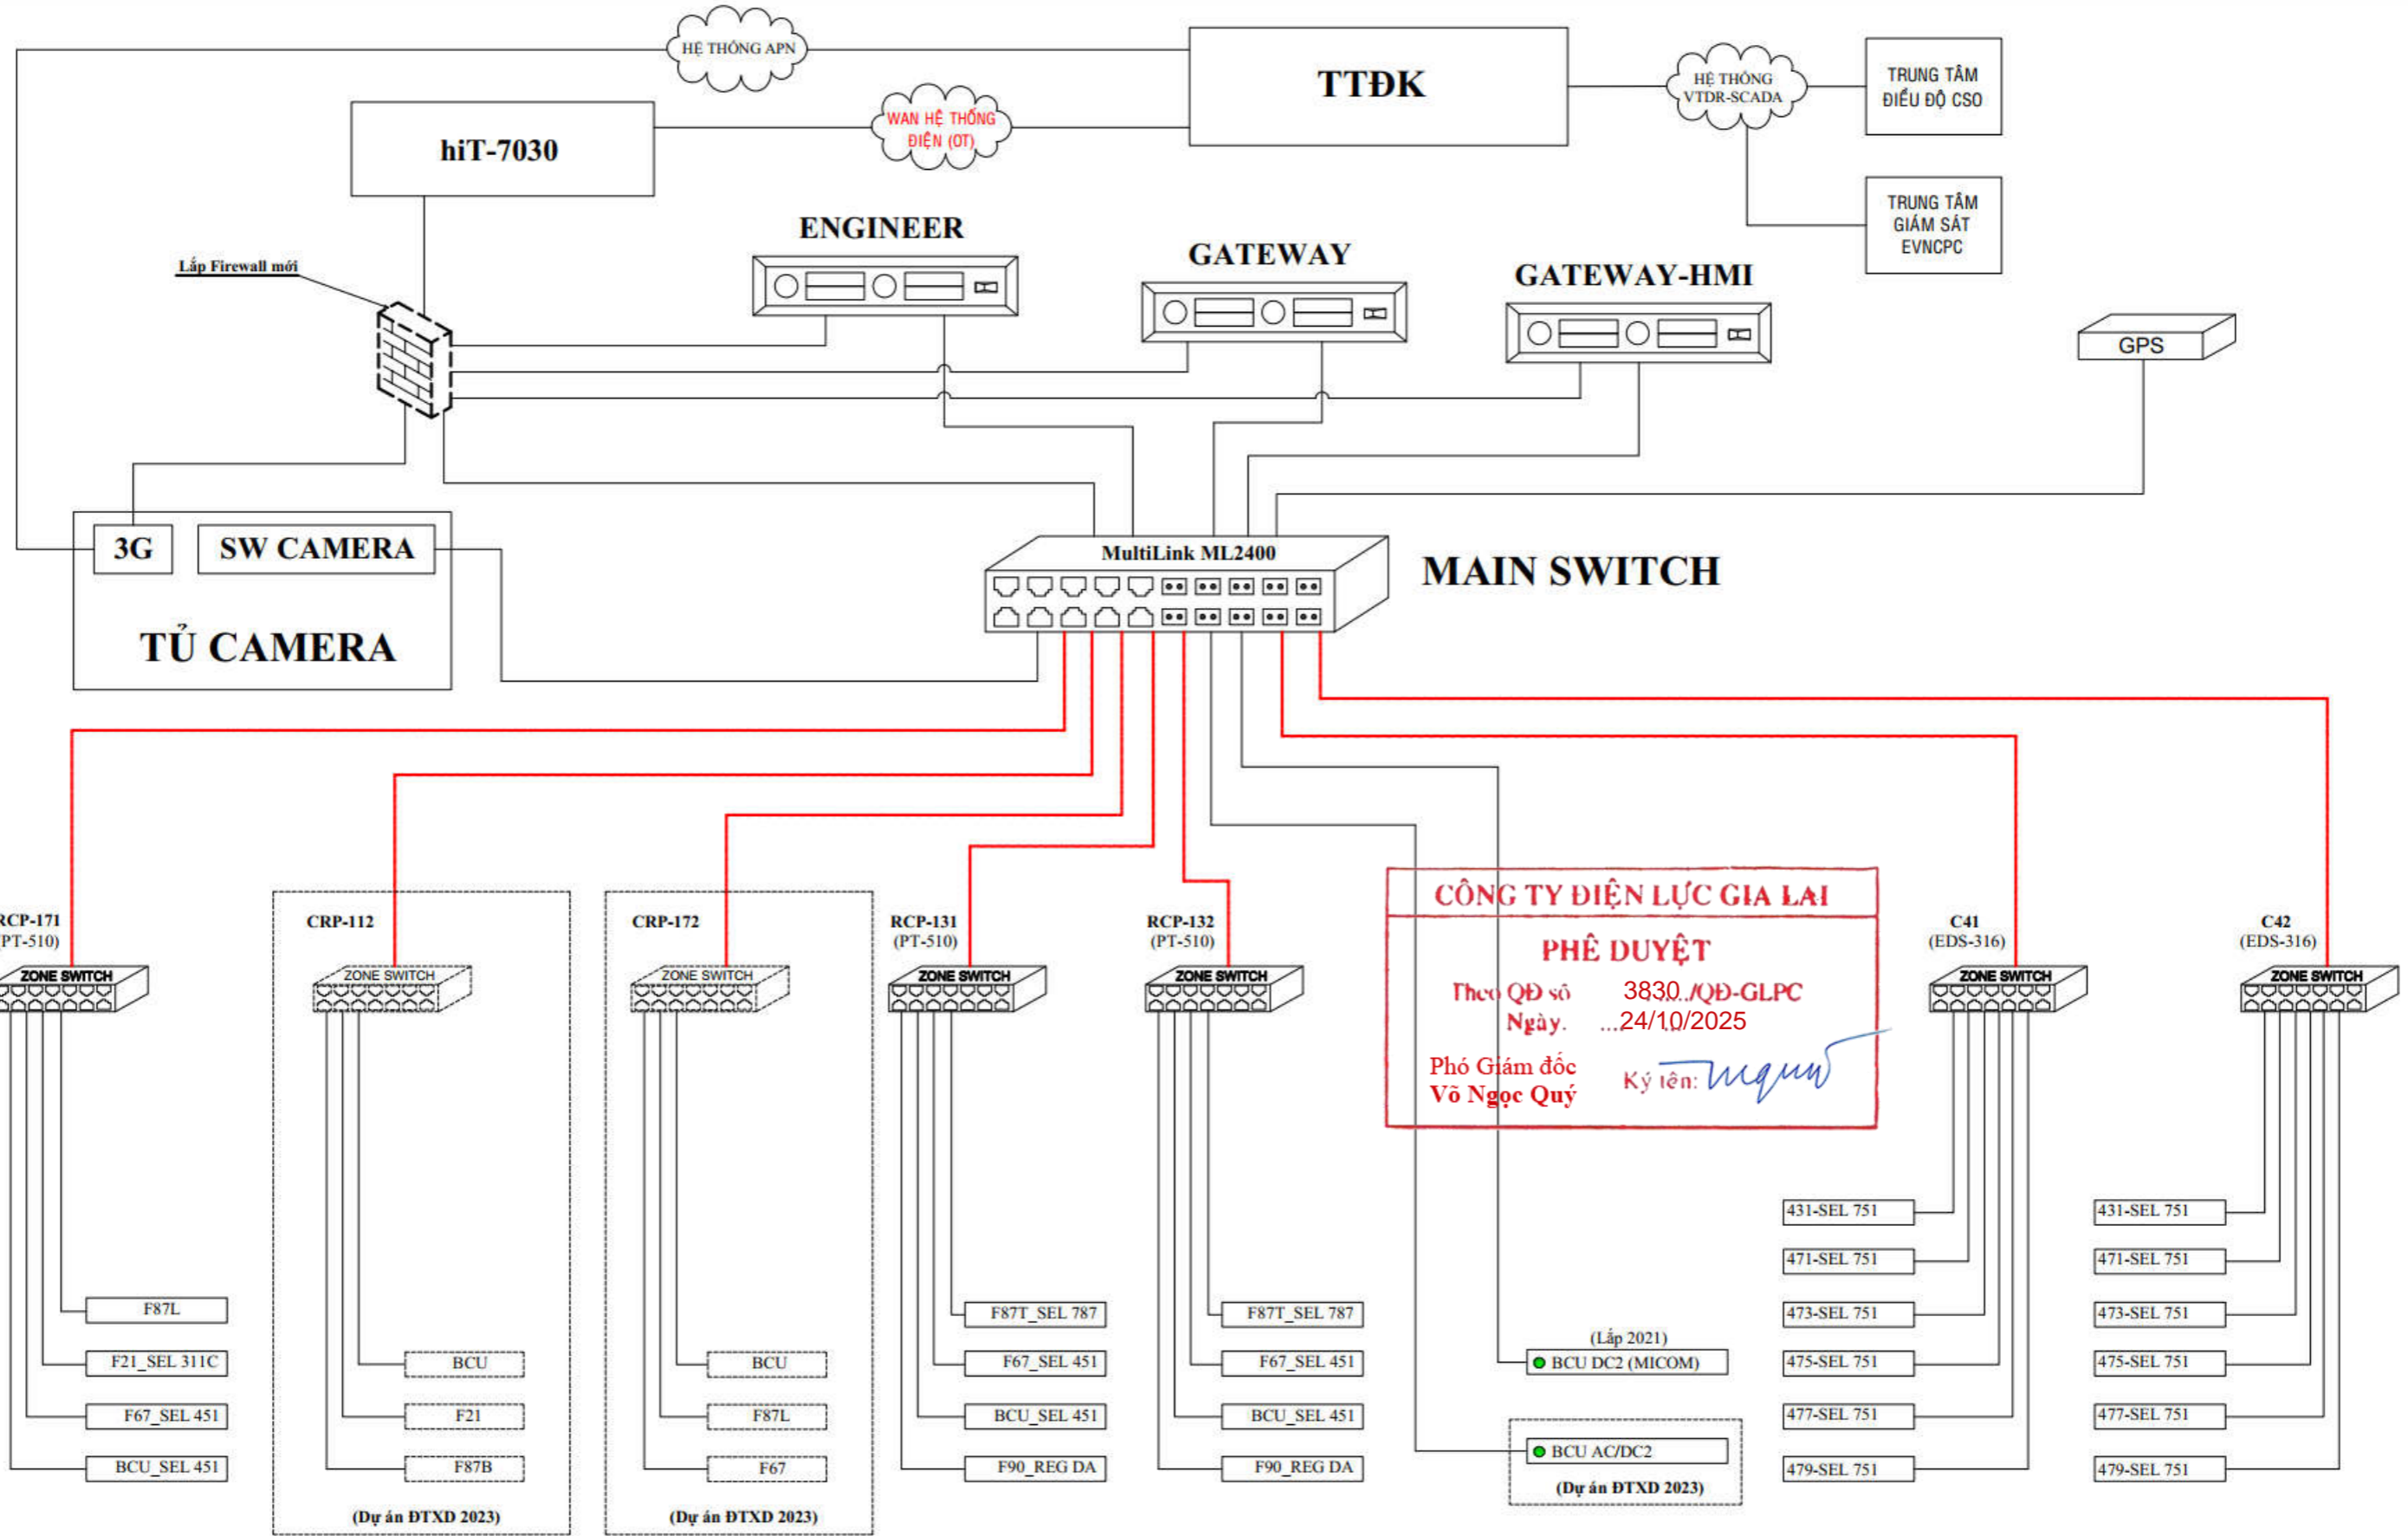 HỆ THỐNG APN
TTĐK
HỆ THỐNG
VTDR-SCADA
TRUNG TÂM
ĐIỀU ĐỘ CSO
hiT-7030
WAN HỆ THỐNG
ĐIỆN (OT)
TRUNG TÂM
GIÁM SÁT
EVNCPC
Lắp Firewall mới
ENGINEER
GATEWAY
GATEWAY-HMI
GPS
3G
SW CAMERA
TỦ CAMERA
MultiLink ML2400
MAIN SWITCH
RCP-171
(PT-510)
ZONE SWITCH
F87L
F21_SEL 311C
F67_SEL 451
BCU_SEL 451
CRP-112
ZONE SWITCH
BCU
F21
F87B
(Dự án ĐTXD 2023)
CRP-172
ZONE SWITCH
BCU
F87L
F67
(Dự án ĐTXD 2023)
RCP-131
(PT-510)
ZONE SWITCH
F87T_SEL 787
F67_SEL 451
BCU_SEL 451
F90_REG DA
RCP-132
(PT-510)
ZONE SWITCH
F87T_SEL 787
F67_SEL 451
BCU_SEL 451
F90_REG DA
CÔNG TY ĐIỆN LỰC GIA LAI
PHÊ DUYỆT
Theo QĐ số 3830../QĐ-GLPC
Ngày. ...24/10/2025
Phó Giám đốc
Võ Ngọc Quý
Ký tên:
(Lắp 2021)
BCU DC2 (MICOM)
BCU AC/DC2
(Dự án ĐTXD 2023)
C41
(EDS-316)
ZONE SWITCH
431-SEL 751
471-SEL 751
473-SEL 751
475-SEL 751
477-SEL 751
479-SEL 751
C42
(EDS-316)
ZONE SWITCH
431-SEL 751
471-SEL 751
473-SEL 751
475-SEL 751
477-SEL 751
479-SEL 751